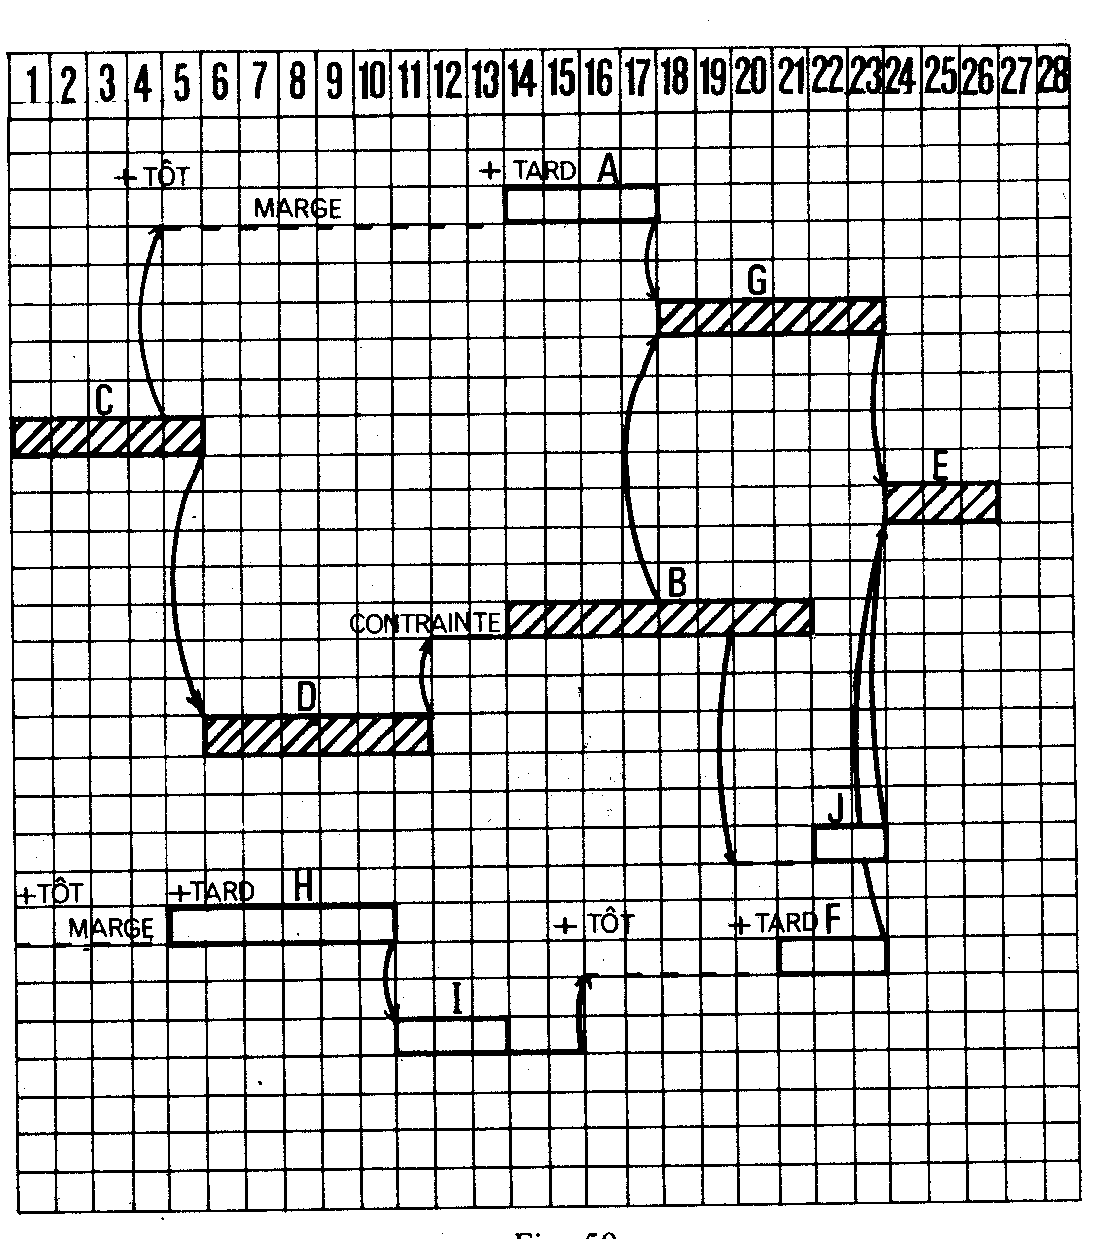 1 2 3 4 5 6 7 8 9 10 11 12 13 14 15 16 17 18 19 20 21 22 23 24 25 26 27 28
+ TÔT + TARD A
MARGE
G
C
E
B
CONTRAINTE
D
J
+TÔT +TARD H
MARGE + TÔT + TARD F
I